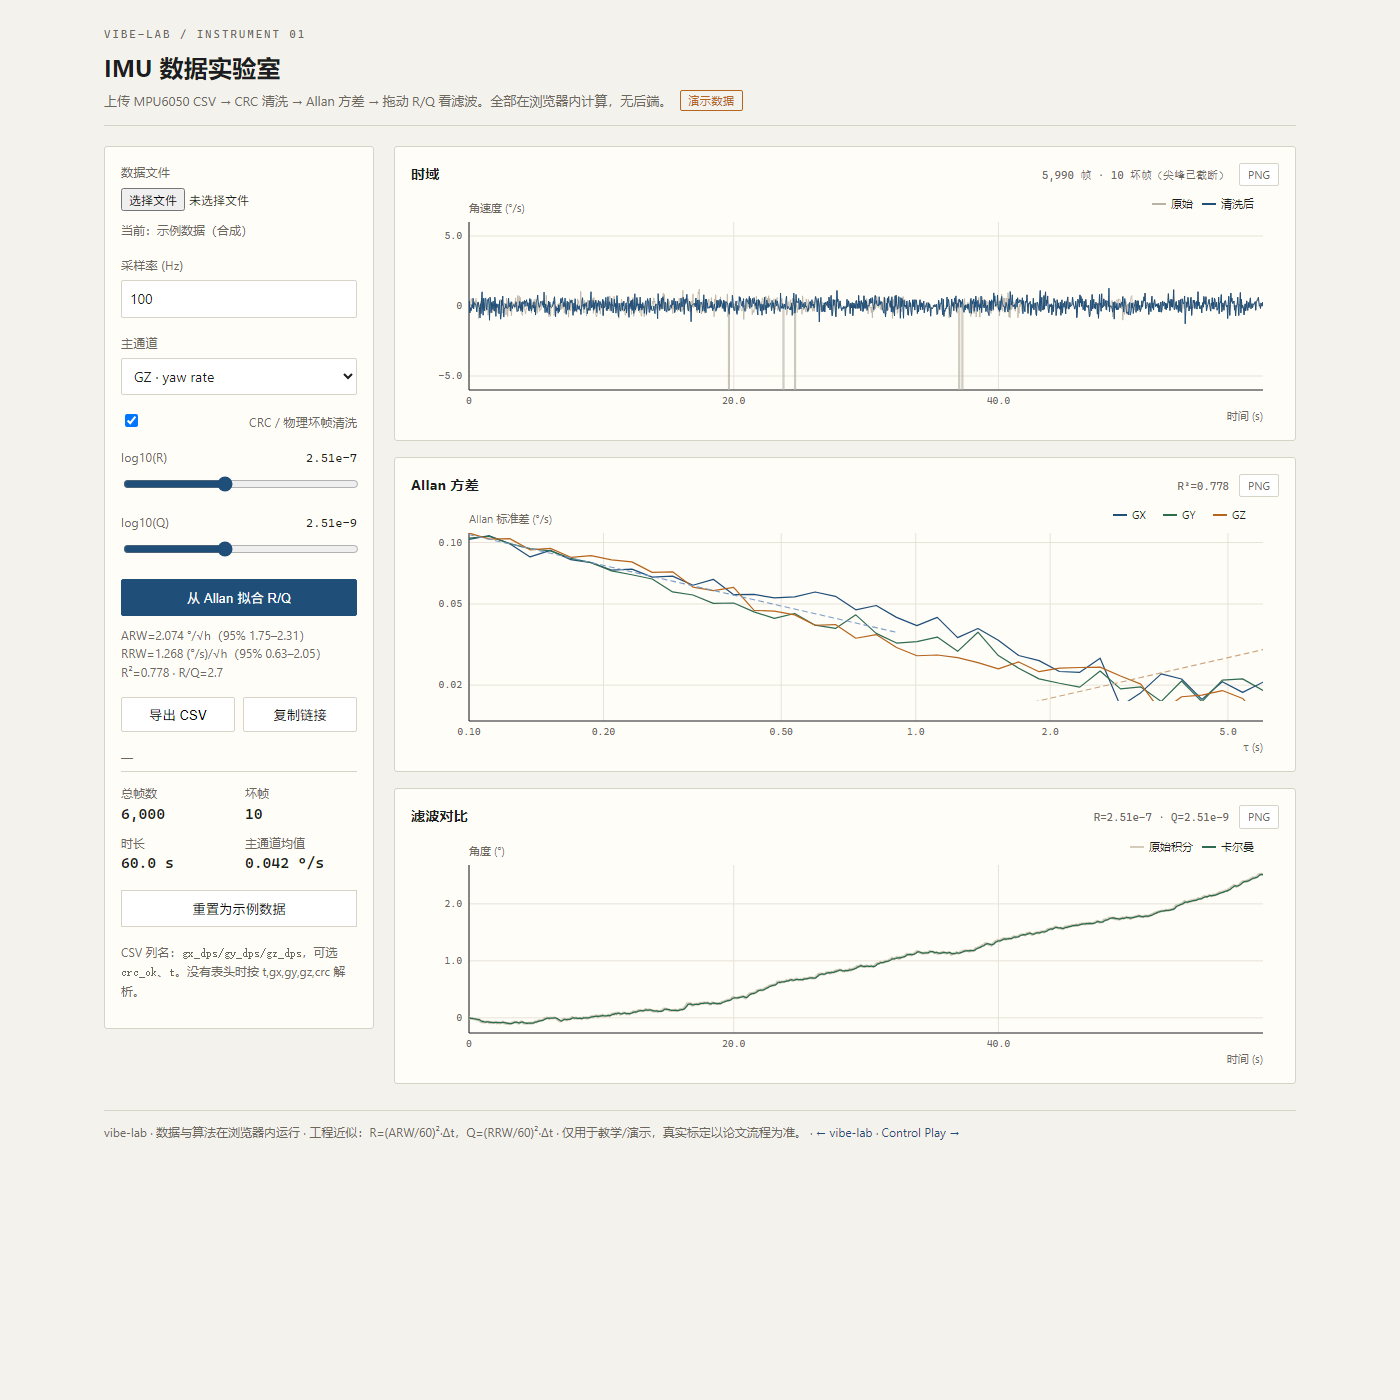 VIBE-LAB / INSTRUMENT 01
IMU 数据实验室
上传 MPU6050 CSV → CRC 清洗 → Allan 方差 → 拖动 R/Q 看滤波。全部在浏览器内计算，无后端。 演示数据
数据文件
选择文件 未选择文件
当前：示例数据（合成）
采样率 (Hz)
100
主通道
GZ · yaw rate
CRC / 物理坏帧清洗
log10(R) 2.51e-7
log10(Q) 2.51e-9
从 Allan 拟合 R/Q
ARW=2.074 °/√h（95% 1.75–2.31）
RRW=1.268 (°/s)/√h（95% 0.63–2.05）
R²=0.778 · R/Q=2.7
导出 CSV 复制链接
—
总帧数 坏帧
6,000 10
时长 主通道均值
60.0 s 0.042 °/s
重置为示例数据
CSV 列名：gx_dps/gy_dps/gz_dps，可选
crc_ok、t。没有表头时按 t,gx,gy,gz,crc 解
析。
时域 5,990 帧 · 10 坏帧（尖峰已截断） PNG
角速度 (°/s) 原始 清洗后
5.0
0
−5.0
0 20.0 40.0
时间 (s)
Allan 方差 R²=0.778 PNG
Allan 标准差 (°/s) GX GY GZ
0.10
0.05
0.02
0.10 0.20 0.50 1.0 2.0 5.0
τ (s)
滤波对比 R=2.51e-7 · Q=2.51e-9 PNG
角度 (°) 原始积分 卡尔曼
2.0
1.0
0
0 20.0 40.0
时间 (s)
vibe-lab · 数据与算法在浏览器内运行 · 工程近似：R=(ARW/60)²·Δt，Q=(RRW/60)²·Δt · 仅用于教学/演示，真实标定以论文流程为准。 · ← vibe-lab · Control Play →